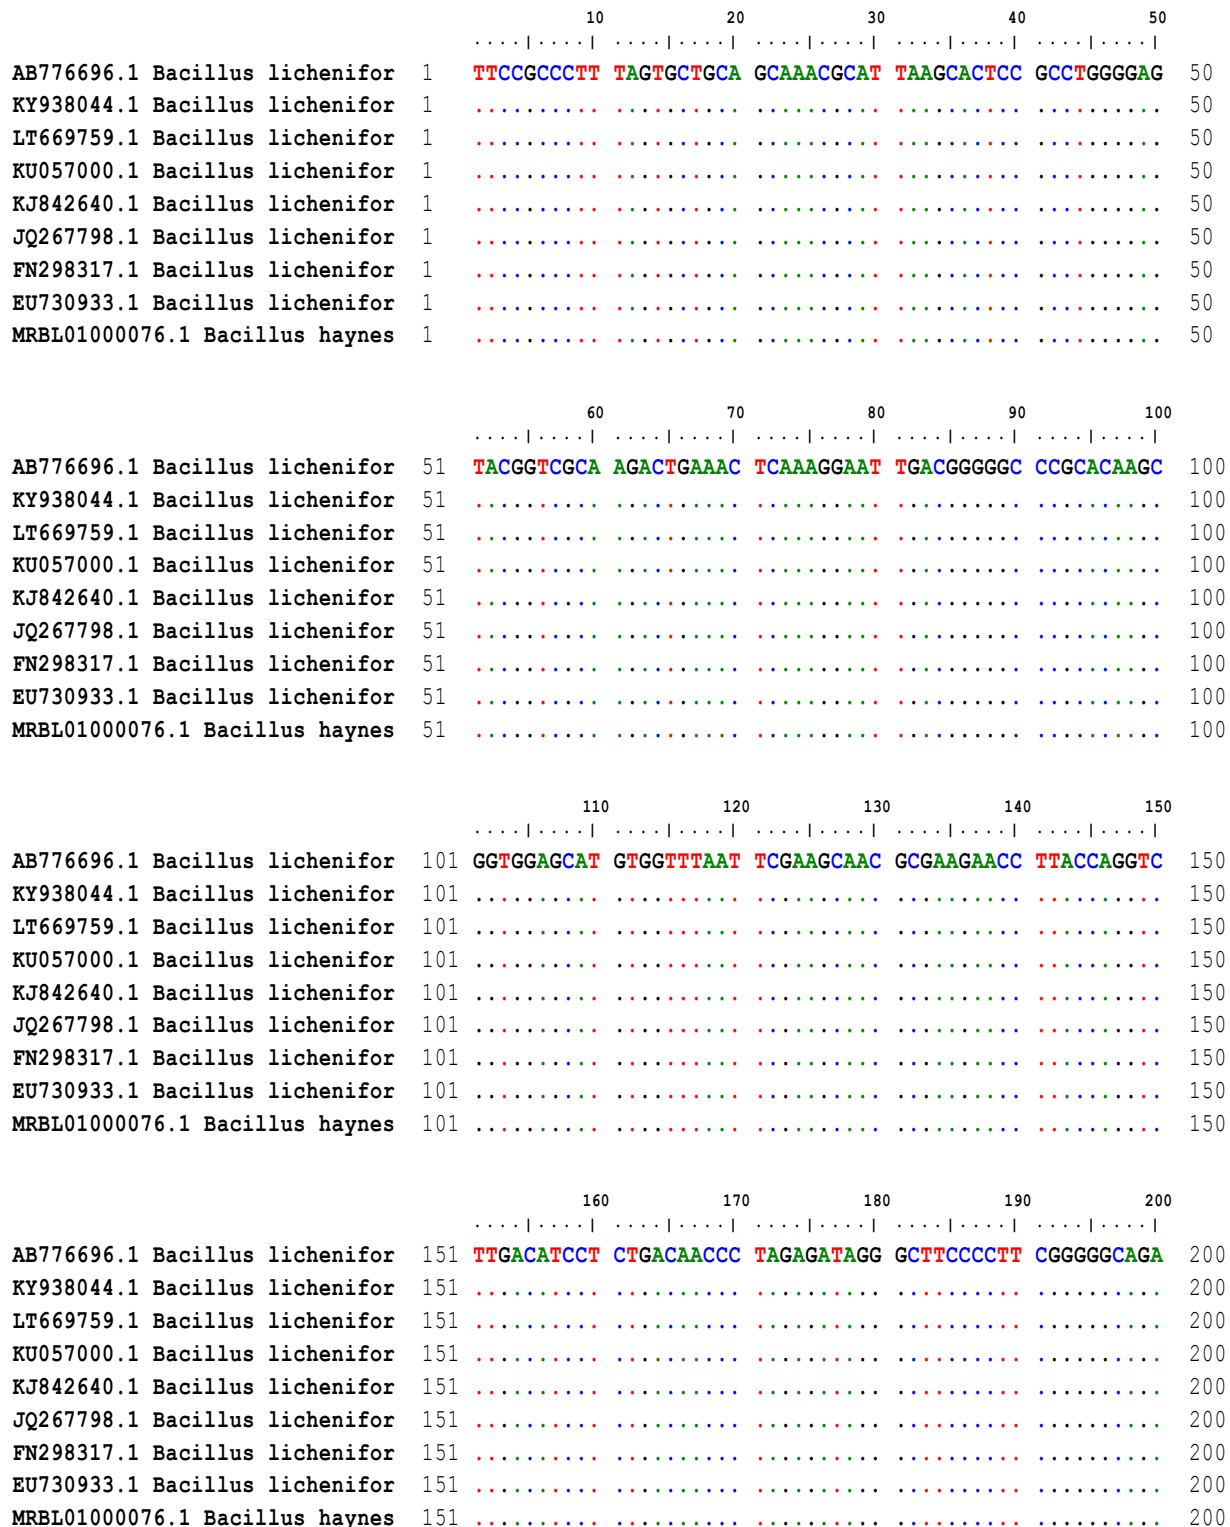 10 20 30 40 50
....|....| ....|....| ....|....| ....|....| ....|....|
AB776696.1 Bacillus lichenifor 1 TTCCGCCCTT TAGTGCTGCA GCAAACGCAT TAAGCACTCC GCCTGGGGAG 50
KY938044.1 Bacillus lichenifor 1 .......... .......... .......... .......... .......... 50
LT669759.1 Bacillus lichenifor 1 .......... .......... .......... .......... .......... 50
KU057000.1 Bacillus lichenifor 1 .......... .......... .......... .......... .......... 50
KJ842640.1 Bacillus lichenifor 1 .......... .......... .......... .......... .......... 50
JQ267798.1 Bacillus lichenifor 1 .......... .......... .......... .......... .......... 50
FN298317.1 Bacillus lichenifor 1 .......... .......... .......... .......... .......... 50
EU730933.1 Bacillus lichenifor 1 .......... .......... .......... .......... .......... 50
MRBL01000076.1 Bacillus haynes 1 .......... .......... .......... .......... .......... 50
60 70 80 90 100
....|....| ....|....| ....|....| ....|....| ....|....|
AB776696.1 Bacillus lichenifor 51 TACGGTCGCA AGACTGAAAC TCAAAGGAAT TGACGGGGGC CCGCACAAGC 100
KY938044.1 Bacillus lichenifor 51 .......... .......... .......... .......... .......... 100
LT669759.1 Bacillus lichenifor 51 .......... .......... .......... .......... .......... 100
KU057000.1 Bacillus lichenifor 51 .......... .......... .......... .......... .......... 100
KJ842640.1 Bacillus lichenifor 51 .......... .......... .......... .......... .......... 100
JQ267798.1 Bacillus lichenifor 51 .......... .......... .......... .......... .......... 100
FN298317.1 Bacillus lichenifor 51 .......... .......... .......... .......... .......... 100
EU730933.1 Bacillus lichenifor 51 .......... .......... .......... .......... .......... 100
MRBL01000076.1 Bacillus haynes 51 .......... .......... .......... .......... .......... 100
110 120 130 140 150
....|....| ....|....| ....|....| ....|....| ....|....|
AB776696.1 Bacillus lichenifor 101 GGTGGAGCAT GTGGTTTAAT TCGAAGCAAC GCGAAGAACC TTACCAGGTC 150
KY938044.1 Bacillus lichenifor 101 .......... .......... .......... .......... .......... 150
LT669759.1 Bacillus lichenifor 101 .......... .......... .......... .......... .......... 150
KU057000.1 Bacillus lichenifor 101 .......... .......... .......... .......... .......... 150
KJ842640.1 Bacillus lichenifor 101 .......... .......... .......... .......... .......... 150
JQ267798.1 Bacillus lichenifor 101 .......... .......... .......... .......... .......... 150
FN298317.1 Bacillus lichenifor 101 .......... .......... .......... .......... .......... 150
EU730933.1 Bacillus lichenifor 101 .......... .......... .......... .......... .......... 150
MRBL01000076.1 Bacillus haynes 101 .......... .......... .......... .......... .......... 150
160 170 180 190 200
....|....| ....|....| ....|....| ....|....| ....|....|
AB776696.1 Bacillus lichenifor 151 TTGACATCCT CTGACAACCC TAGAGATAGG GCTTCCCCTT CGGGGGCAGA 200
KY938044.1 Bacillus lichenifor 151 .......... .......... .......... .......... .......... 200
LT669759.1 Bacillus lichenifor 151 .......... .......... .......... .......... .......... 200
KU057000.1 Bacillus lichenifor 151 .......... .......... .......... .......... .......... 200
KJ842640.1 Bacillus lichenifor 151 .......... .......... .......... .......... .......... 200
JQ267798.1 Bacillus lichenifor 151 .......... .......... .......... .......... .......... 200
FN298317.1 Bacillus lichenifor 151 .......... .......... .......... .......... .......... 200
EU730933.1 Bacillus lichenifor 151 .......... .......... .......... .......... .......... 200
MRBL01000076.1 Bacillus haynes 151 .......... .......... .......... .......... .......... 200